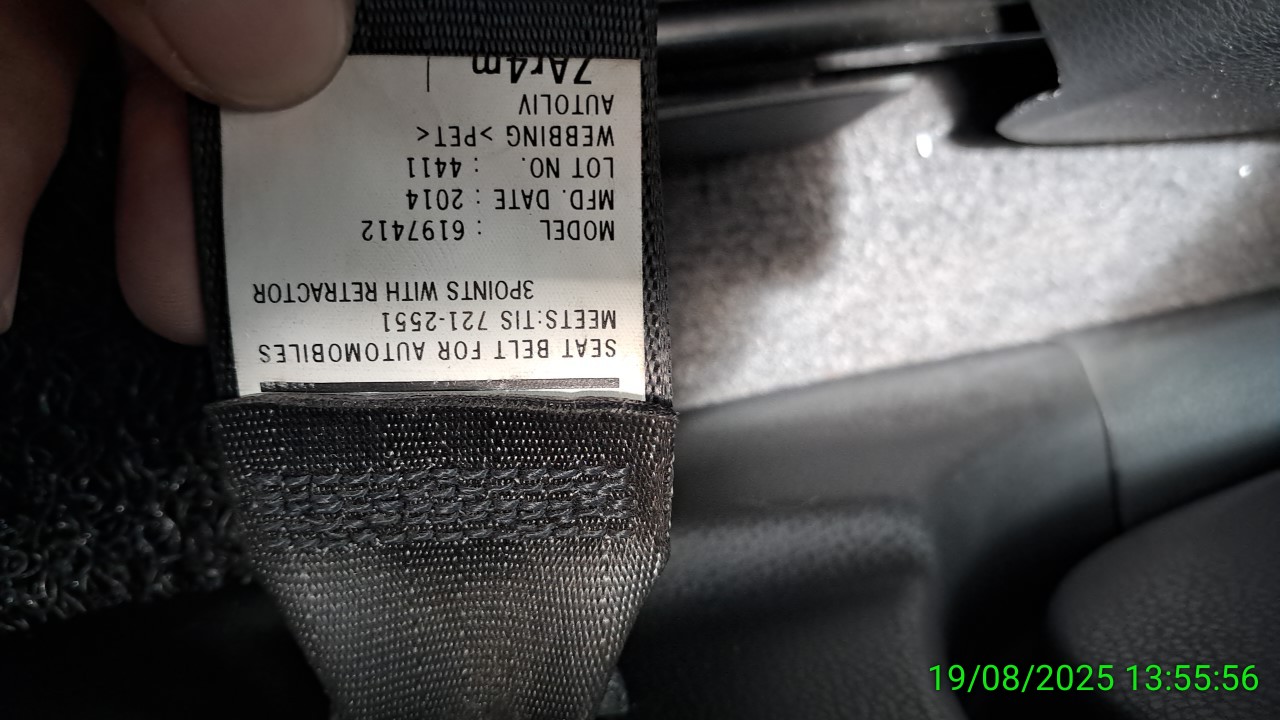 SEAT BELT FOR AUTOMOBILES
MEETS:TIS 721-2551
3POINTS WITH RETRACTOR
MODEL : 6197412
MFD. DATE : 2014
LOT NO. : 4411
WEBBING >PET<
AUTOLIV
7Ar4m
19/08/2025 13:55:56